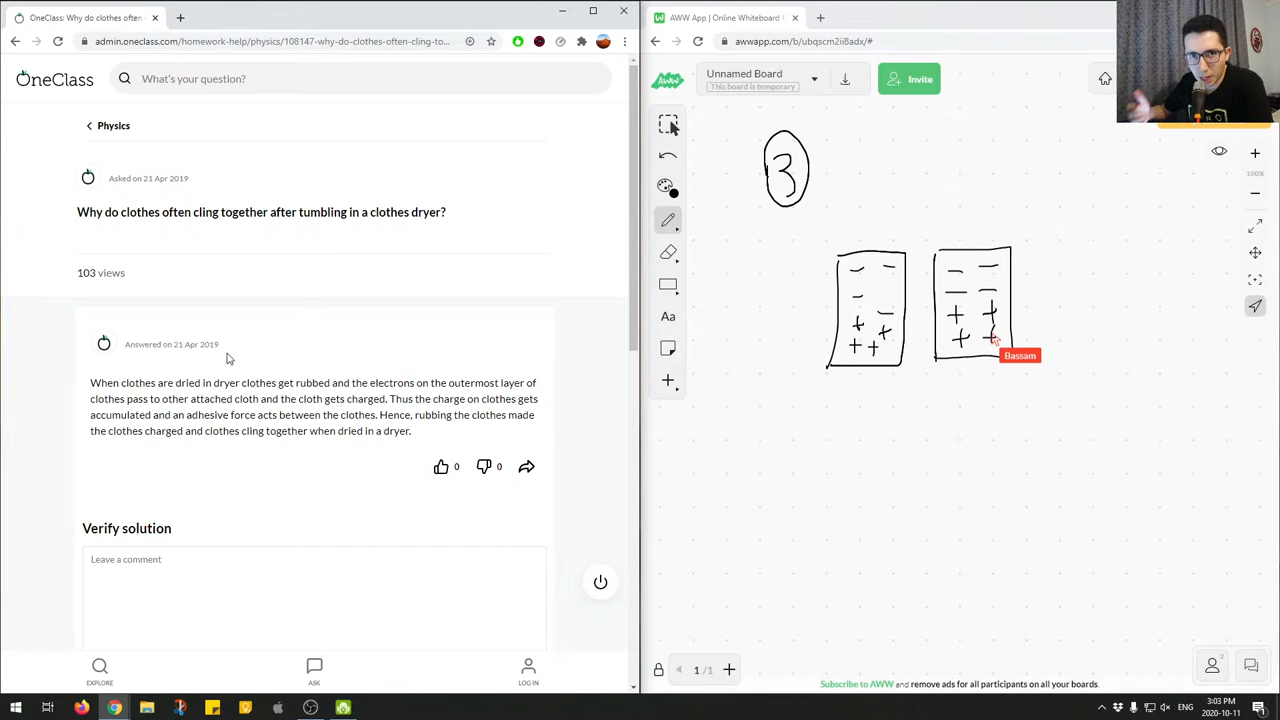 OneClass: Why do clothes often
admin.oneclass.com/homework-help/physics/108147-why-do-clothes-often-cling-to...
OneClass
What's your question?
Physics
Asked on 21 Apr 2019
Why do clothes often cling together after tumbling in a clothes dryer?
103 views
Answered on 21 Apr 2019
When clothes are dried in dryer clothes get rubbed and the electrons on the outermost layer of
clothes pass to other attached cloth and the cloth gets charged. Thus the charge on clothes gets
accumulated and an adhesive force acts between the clothes. Hence, rubbing the clothes made
the clothes charged and clothes cling together when dried in a dryer.
0
0
Verify solution
Leave a comment
EXPLORE
ASK
LOG IN
AWW App | Online Whiteboard f
awwapp.com/b/ubqscm2ii8adx/#
AWW
Unnamed Board
This board is temporary
Invite
3
100%
- -
-
-
+ +
+ +
- -
- -
+ +
+ +
Bassam
Aa
1 /1
2
Subscribe to AWW and remove ads for all participants on all your boards.
ENG
3:03 PM
2020-10-11
1